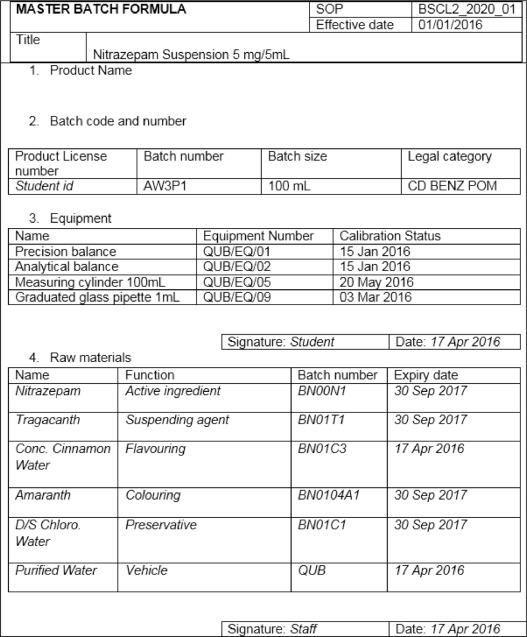 MASTER BATCH FORMULA SOP BSCL2_2020_01
Effective date 01/01/2016
Title
Nitrazepam Suspension 5 mg/5mL
1. Product Name
2. Batch code and number
Product License number Batch number Batch size Legal category
Student id AW3P1 100 mL CD BENZ POM
3. Equipment
Name Equipment Number Calibration Status
Precision balance QUB/EQ/01 15 Jan 2016
Analytical balance QUB/EQ/02 15 Jan 2016
Measuring cylinder 100mL QUB/EQ/05 20 May 2016
Graduated glass pipette 1mL QUB/EQ/09 03 Mar 2016
Signature: Student Date: 17 Apr 2016
4. Raw materials
Name Function Batch number Expiry date
Nitrazepam Active ingredient BN00N1 30 Sep 2017
Tragacanth Suspending agent BN01T1 30 Sep 2017
Conc. Cinnamon Water Flavouring BN01C3 17 Apr 2016
Amaranth Colouring BN0104A1 30 Sep 2017
D/S Chloro. Water Preservative BN01C1 30 Sep 2017
Purified Water Vehicle QUB 17 Apr 2016
Signature: Staff Date: 17 Apr 2016